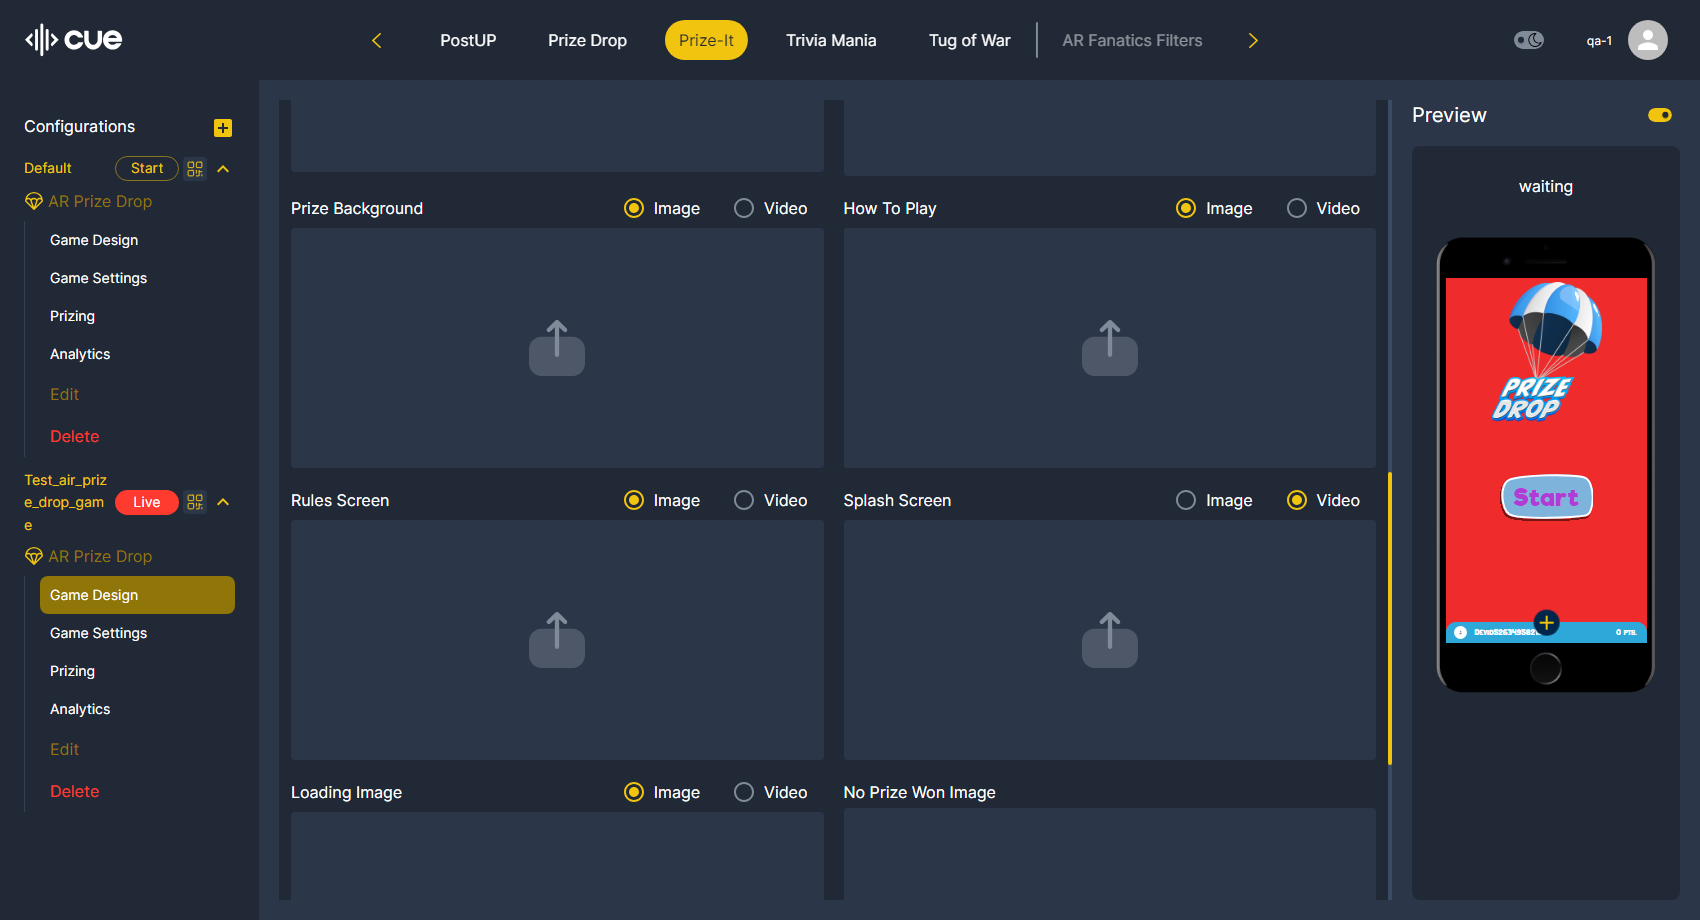 cue
PostUP
Prize Drop
Prize-It
Trivia Mania
Tug of War
AR Fanatics Filters
qa-1
Configurations
Default
Start
AR Prize Drop
Game Design
Game Settings
Prizing
Analytics
Edit
Delete
Test_air_priz
e_drop_gam
e
Live
AR Prize Drop
Game Design
Game Settings
Prizing
Analytics
Edit
Delete
Prize Background
Image
Video
How To Play
Image
Video
Rules Screen
Image
Video
Splash Screen
Image
Video
Loading Image
Image
Video
No Prize Won Image
Preview
waiting
PRIZE
DROP
Start
0 PTS.